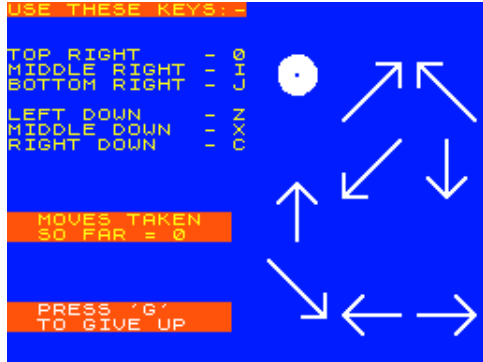 USE THESE KEYS:-
TOP RIGHT - 0
MIDDLE RIGHT - I
BOTTOM RIGHT - J
LEFT DOWN - Z
MIDDLE DOWN - X
RIGHT DOWN - C
MOVES TAKEN
SO FAR = 0
PRESS 'G'
TO GIVE UP